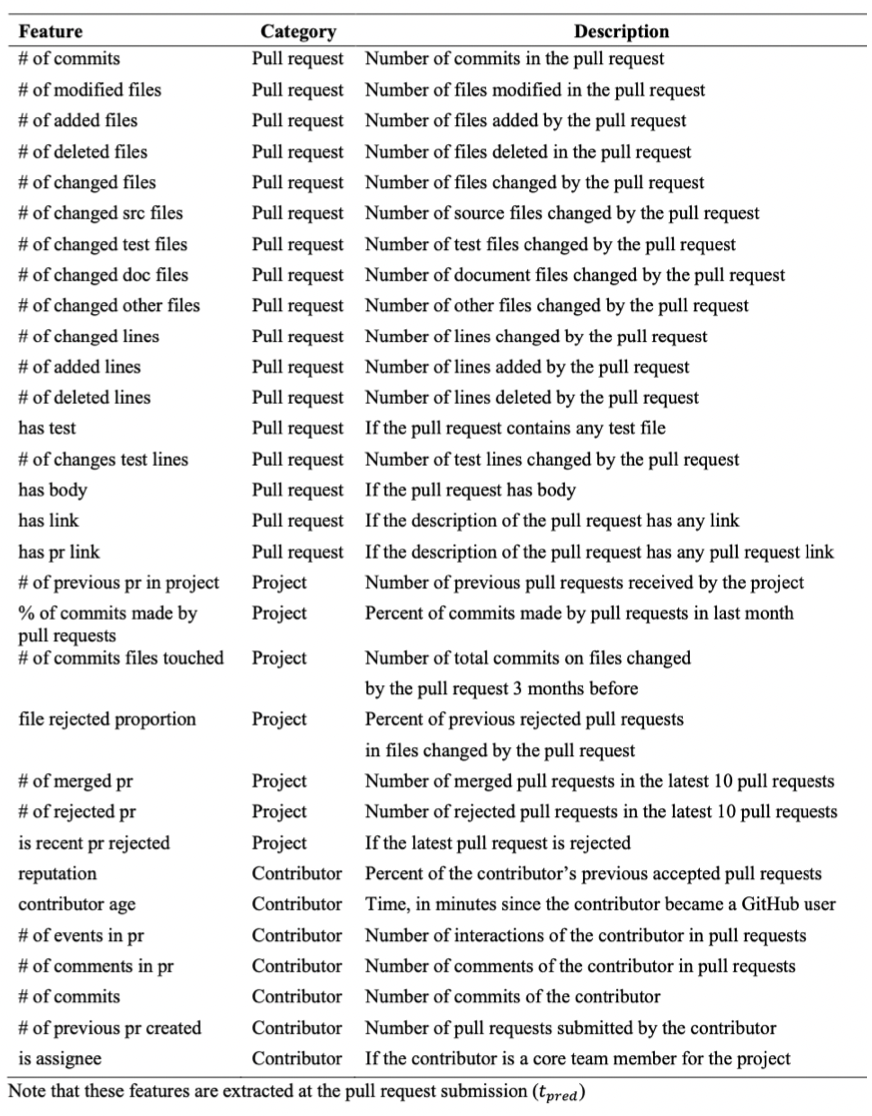 Feature Category Description
# of commits Pull request Number of commits in the pull request
# of modified files Pull request Number of files modified in the pull request
# of added files Pull request Number of files added by the pull request
# of deleted files Pull request Number of files deleted in the pull request
# of changed files Pull request Number of files changed by the pull request
# of changed src files Pull request Number of source files changed by the pull request
# of changed test files Pull request Number of test files changed by the pull request
# of changed doc files Pull request Number of document files changed by the pull request
# of changed other files Pull request Number of other files changed by the pull request
# of changed lines Pull request Number of lines changed by the pull request
# of added lines Pull request Number of lines added by the pull request
# of deleted lines Pull request Number of lines deleted by the pull request
has test Pull request If the pull request contains any test file
# of changes test lines Pull request Number of test lines changed by the pull request
has body Pull request If the pull request has body
has link Pull request If the description of the pull request has any link
has pr link Pull request If the description of the pull request has any pull request link
# of previous pr in project Project Number of previous pull requests received by the project
% of commits made by Project Percent of commits made by pull requests in last month
pull requests
# of commits files touched Project Number of total commits on files changed
by the pull request 3 months before
file rejected proportion Project Percent of previous rejected pull requests
in files changed by the pull request
# of merged pr Project Number of merged pull requests in the latest 10 pull requests
# of rejected pr Project Number of rejected pull requests in the latest 10 pull requests
is recent pr rejected Project If the latest pull request is rejected
reputation Contributor Percent of the contributor's previous accepted pull requests
contributor age Contributor Time, in minutes since the contributor became a GitHub user
# of events in pr Contributor Number of interactions of the contributor in pull requests
# of comments in pr Contributor Number of comments of the contributor in pull requests
# of commits Contributor Number of commits of the contributor
# of previous pr created Contributor Number of pull requests submitted by the contributor
is assignee Contributor If the contributor is a core team member for the project
Note that these features are extracted at the pull request submission (t_pred)